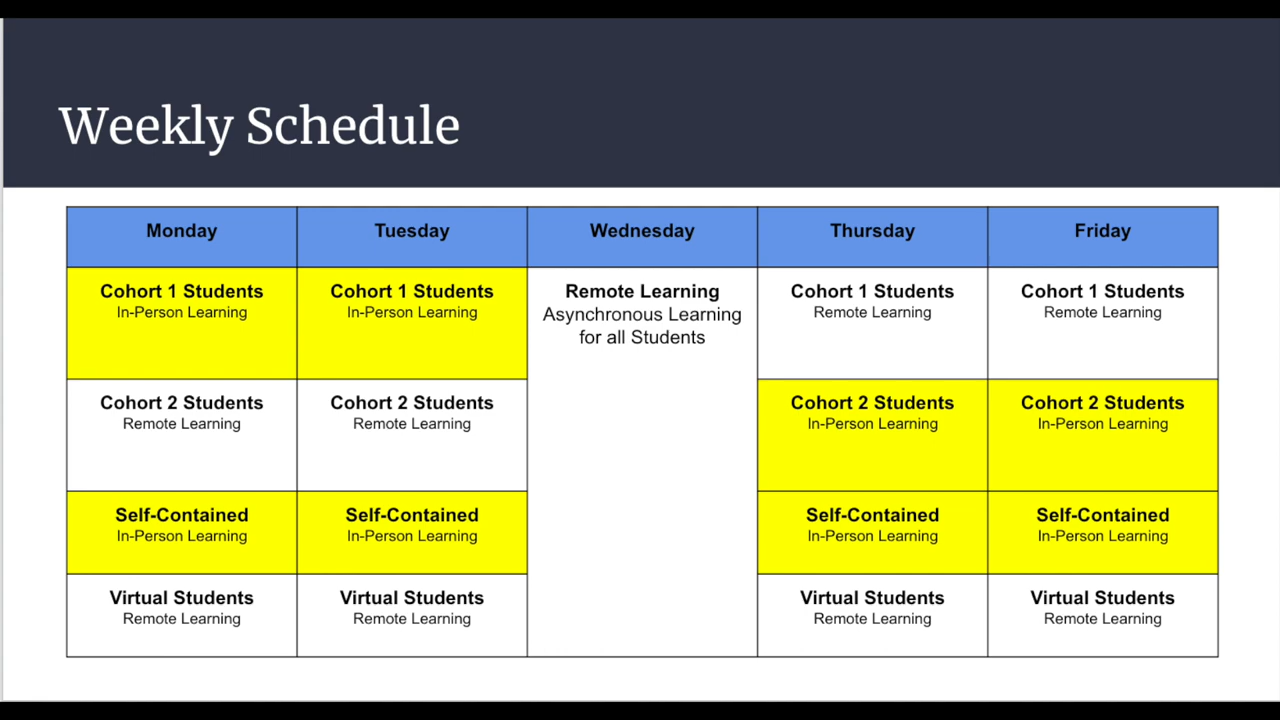 Weekly Schedule
Monday
Tuesday
Wednesday
Thursday
Friday
Cohort 1 Students
In-Person Learning
Cohort 1 Students
In-Person Learning
Remote Learning
Asynchronous Learning
for all Students
Cohort 1 Students
Remote Learning
Cohort 1 Students
Remote Learning
Cohort 2 Students
Remote Learning
Cohort 2 Students
Remote Learning
Cohort 2 Students
In-Person Learning
Cohort 2 Students
In-Person Learning
Self-Contained
In-Person Learning
Self-Contained
In-Person Learning
Self-Contained
In-Person Learning
Self-Contained
In-Person Learning
Virtual Students
Remote Learning
Virtual Students
Remote Learning
Virtual Students
Remote Learning
Virtual Students
Remote Learning